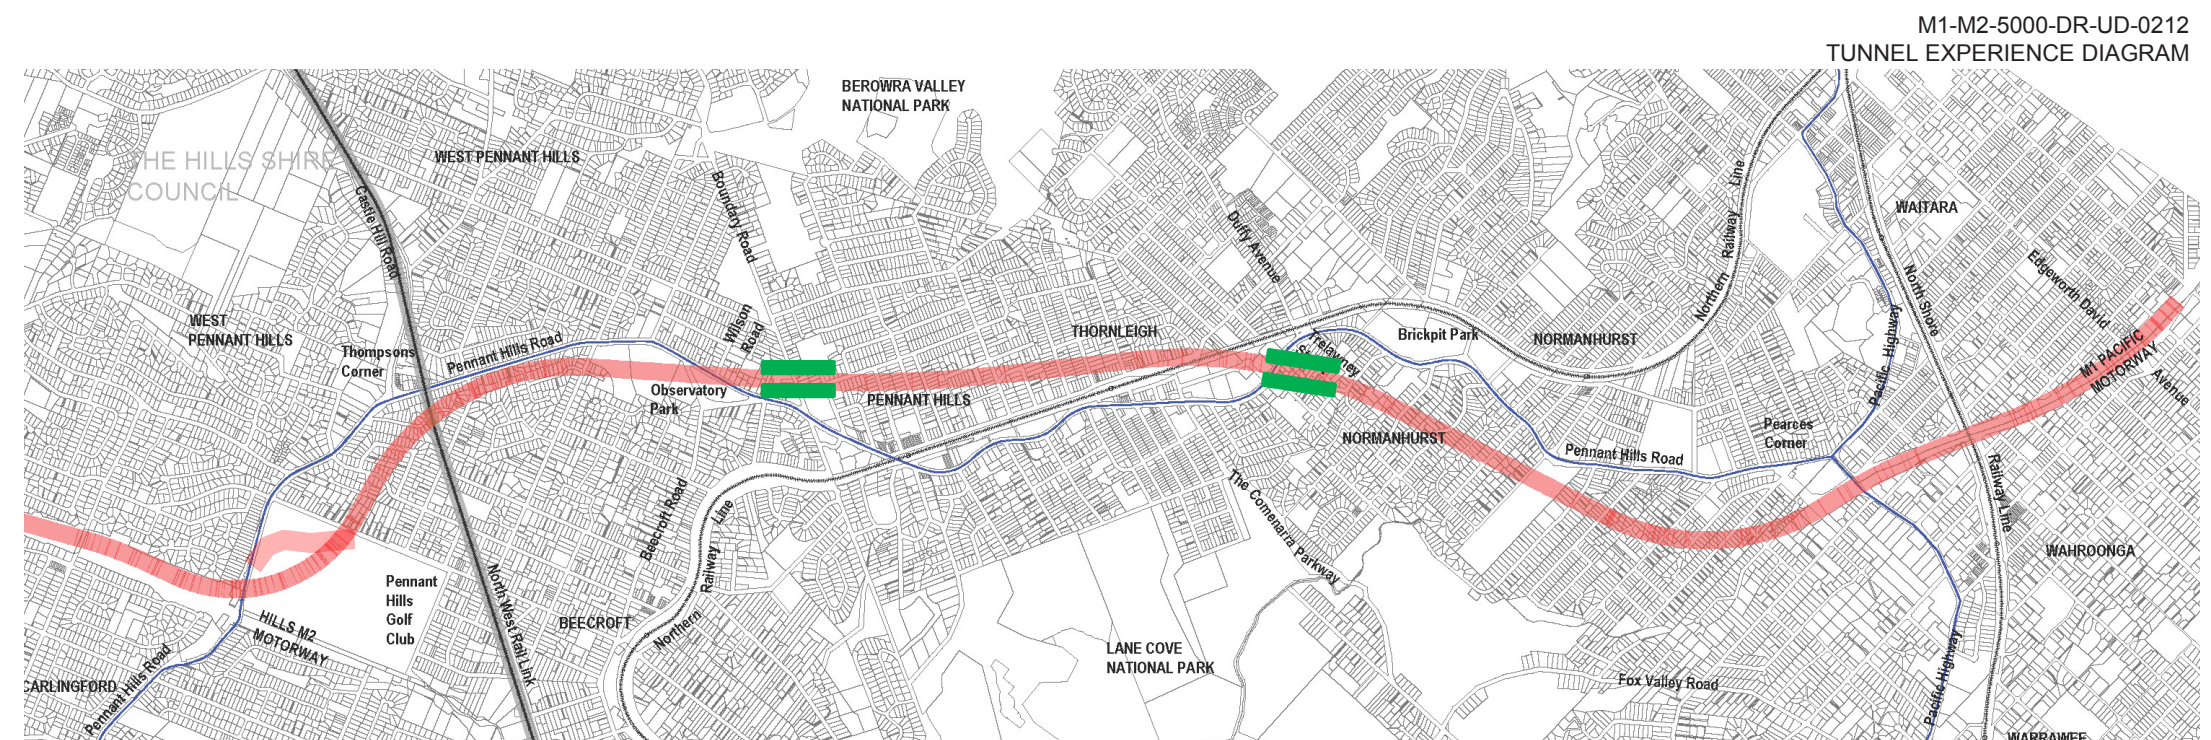 M1-M2-5000-DR-UD-0212
TUNNEL EXPERIENCE DIAGRAM
BEROWRA VALLEY
NATIONAL PARK
THE HILLS SHIRE
COUNCIL
WEST PENNANT HILLS
Castle Hill Road
Boundary Road
Duffy Avenue
Northern Railway Line
WAITARA
Edgeworth David
Avenue
North Shore
Railway Line
WEST
PENNANT HILLS
Thompsons
Corner
Pennant Hills Road
Wilson
Road
Observatory
Park
PENNANT HILLS
THORNLEIGH
Trelawney
Brickpit Park
NORMANHURST
Pacific Highway
M1 PACIFIC
MOTORWAY
NORMANHURST
Pearces
Corner
Pennant Hills Road
The Comenarra Parkway
Beecroft Road
Northern Railway Line
WAHROONGA
Pennant
Hills
Golf
Club
North West Rail Link
HILLS M2
MOTORWAY
BEECROFT
LANE COVE
NATIONAL PARK
CARLINGFORD
Pennant Hills Road
Fox Valley Road
Pacific Highway
WARRAWEE